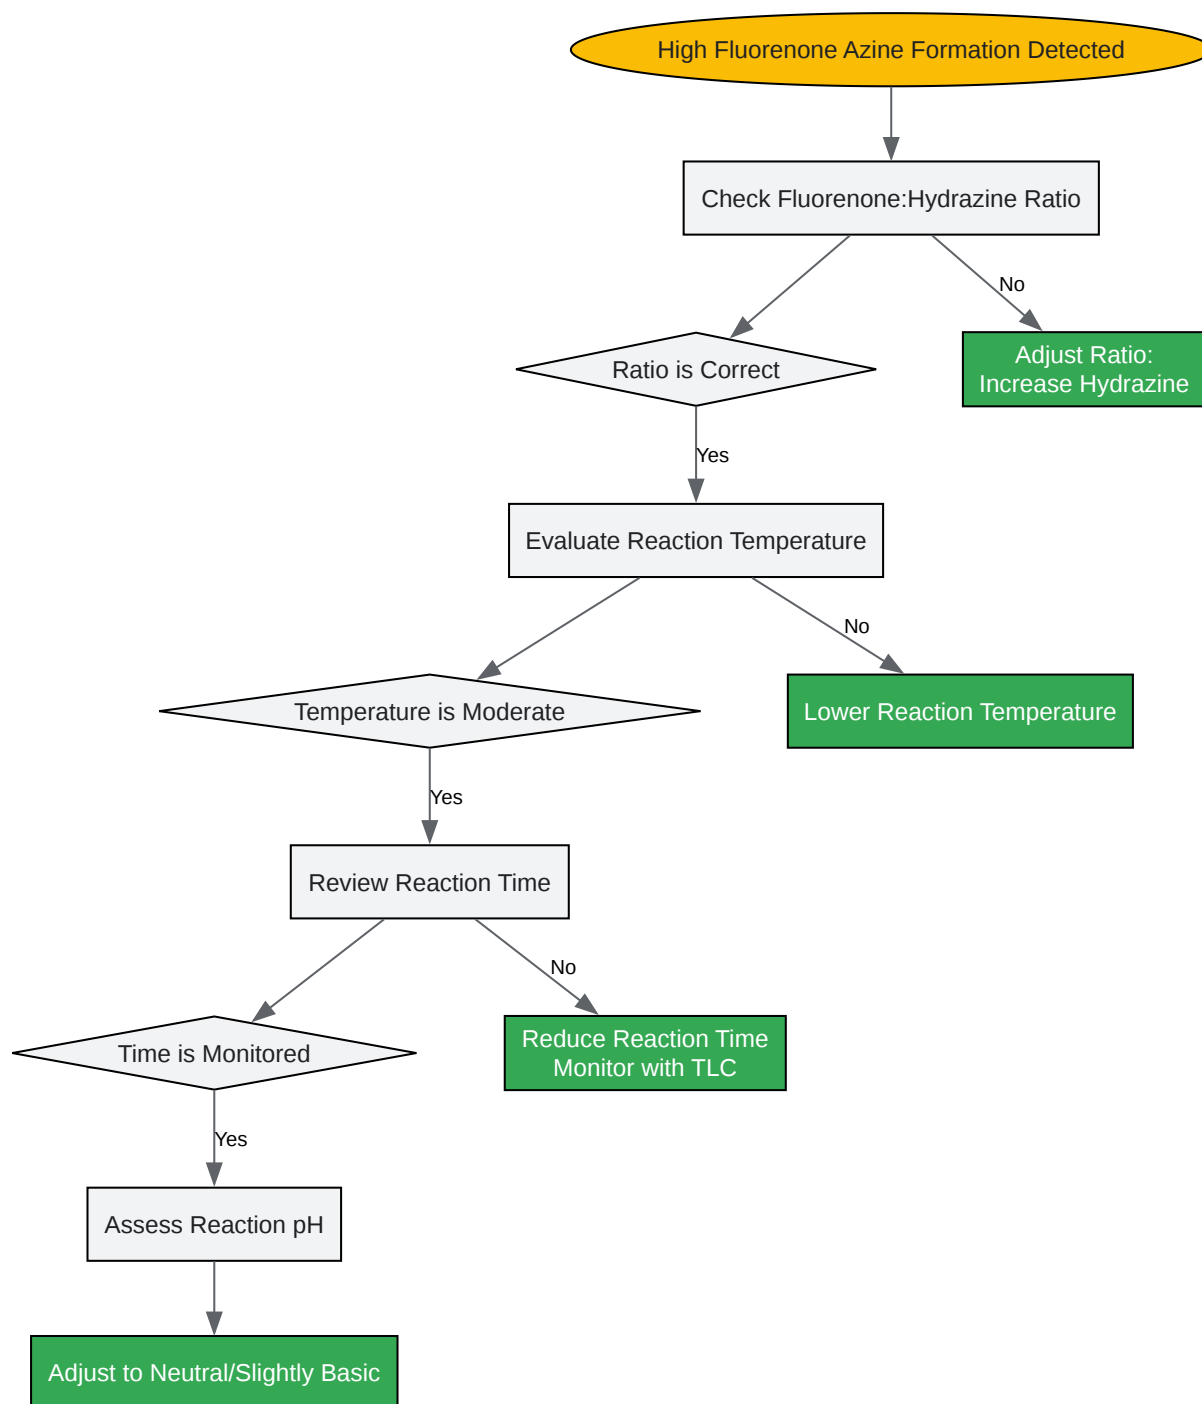 High Fluorenone Azine Formation Detected
Check Fluorenone:Hydrazine Ratio
No
Ratio is Correct
Adjust Ratio:
Increase Hydrazine
Yes
Evaluate Reaction Temperature
No
Temperature is Moderate
Lower Reaction Temperature
Yes
Review Reaction Time
No
Time is Monitored
Reduce Reaction Time
Monitor with TLC
Yes
Assess Reaction pH
Adjust to Neutral/Slightly Basic